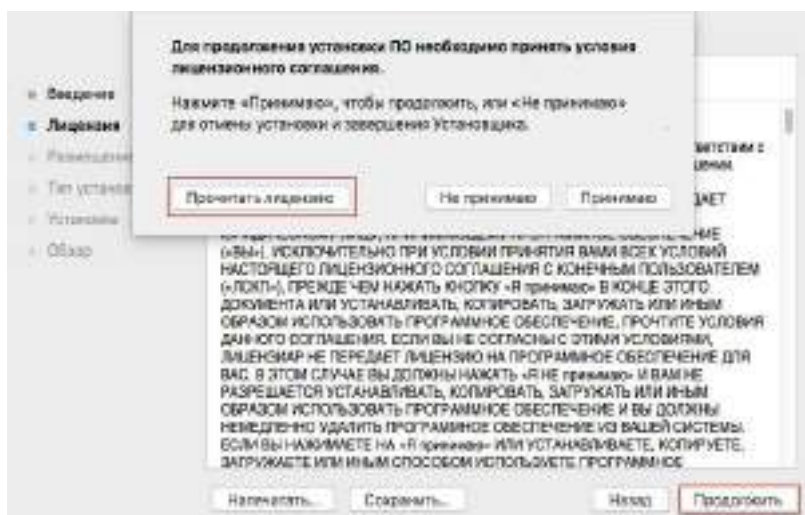 Для продолжения установки ПО необходимо принять условия
лицензионного соглашения.
Нажмите «Принимаю», чтобы продолжить, или «Не принимаю»
для отмены установки и завершения Установщика.
Прочитать лицензию
Не принимаю
Принимаю
Введение
Лицензия
Размещение
Тип установ
Установка
Обзор
ветствии с
ДАЕТ
(«ВЫ»), ИСКЛЮЧИТЕЛЬНО ПРИ УСЛОВИИ ПРИНЯТИЯ ВАМИ ВСЕХ УСЛОВИЙ
НАСТОЯЩЕГО ЛИЦЕНЗИОННОГО СОГЛАШЕНИЯ С КОНЕЧНЫМ ПОЛЬЗОВАТЕЛЕМ
(«ЛСКП»), ПРЕЖДЕ ЧЕМ НАЖАТЬ КНОПКУ «Я принимаю» В КОНЦЕ ЭТОГО
ДОКУМЕНТА ИЛИ УСТАНАВЛИВАТЬ, КОПИРОВАТЬ, ЗАГРУЖАТЬ ИЛИ ИНЫМ
ОБРАЗОМ ИСПОЛЬЗОВАТЬ ПРОГРАММНОЕ ОБЕСПЕЧЕНИЕ, ПРОЧТИТЕ УСЛОВИЯ
ДАННОГО СОГЛАШЕНИЯ. ЕСЛИ ВЫ НЕ СОГЛАСНЫ С ЭТИМИ УСЛОВИЯМИ,
ЛИЦЕНЗИАР НЕ ПЕРЕДАЕТ ЛИЦЕНЗИЮ НА ПРОГРАММНОЕ ОБЕСПЕЧЕНИЕ ДЛЯ
ВАС. В ЭТОМ СЛУЧАЕ ВЫ ДОЛЖНЫ НАЖАТЬ «Я НЕ принимаю» И ВАМ НЕ
РАЗРЕШАЕТСЯ УСТАНАВЛИВАТЬ, КОПИРОВАТЬ, ЗАГРУЖАТЬ ИЛИ ИНЫМ
ОБРАЗОМ ИСПОЛЬЗОВАТЬ ПРОГРАММНОЕ ОБЕСПЕЧЕНИЕ И ВЫ ДОЛЖНЫ
НЕМЕДЛЕННО УДАЛИТЬ ПРОГРАММНОЕ ОБЕСПЕЧЕНИЕ ИЗ ВАШЕЙ СИСТЕМЫ.
ЕСЛИ ВЫ НАЖИМАЕТЕ НА «Я принимаю» ИЛИ УСТАНАВЛИВАЕТЕ, КОПИРУЕТЕ,
ЗАГРУЖАЕТЕ ИЛИ ИНЫМ СПОСОБОМ ИСПОЛЬЗУЕТЕ ПРОГРАММНОЕ
Напечатать...
Сохранить...
Назад
Продолжить